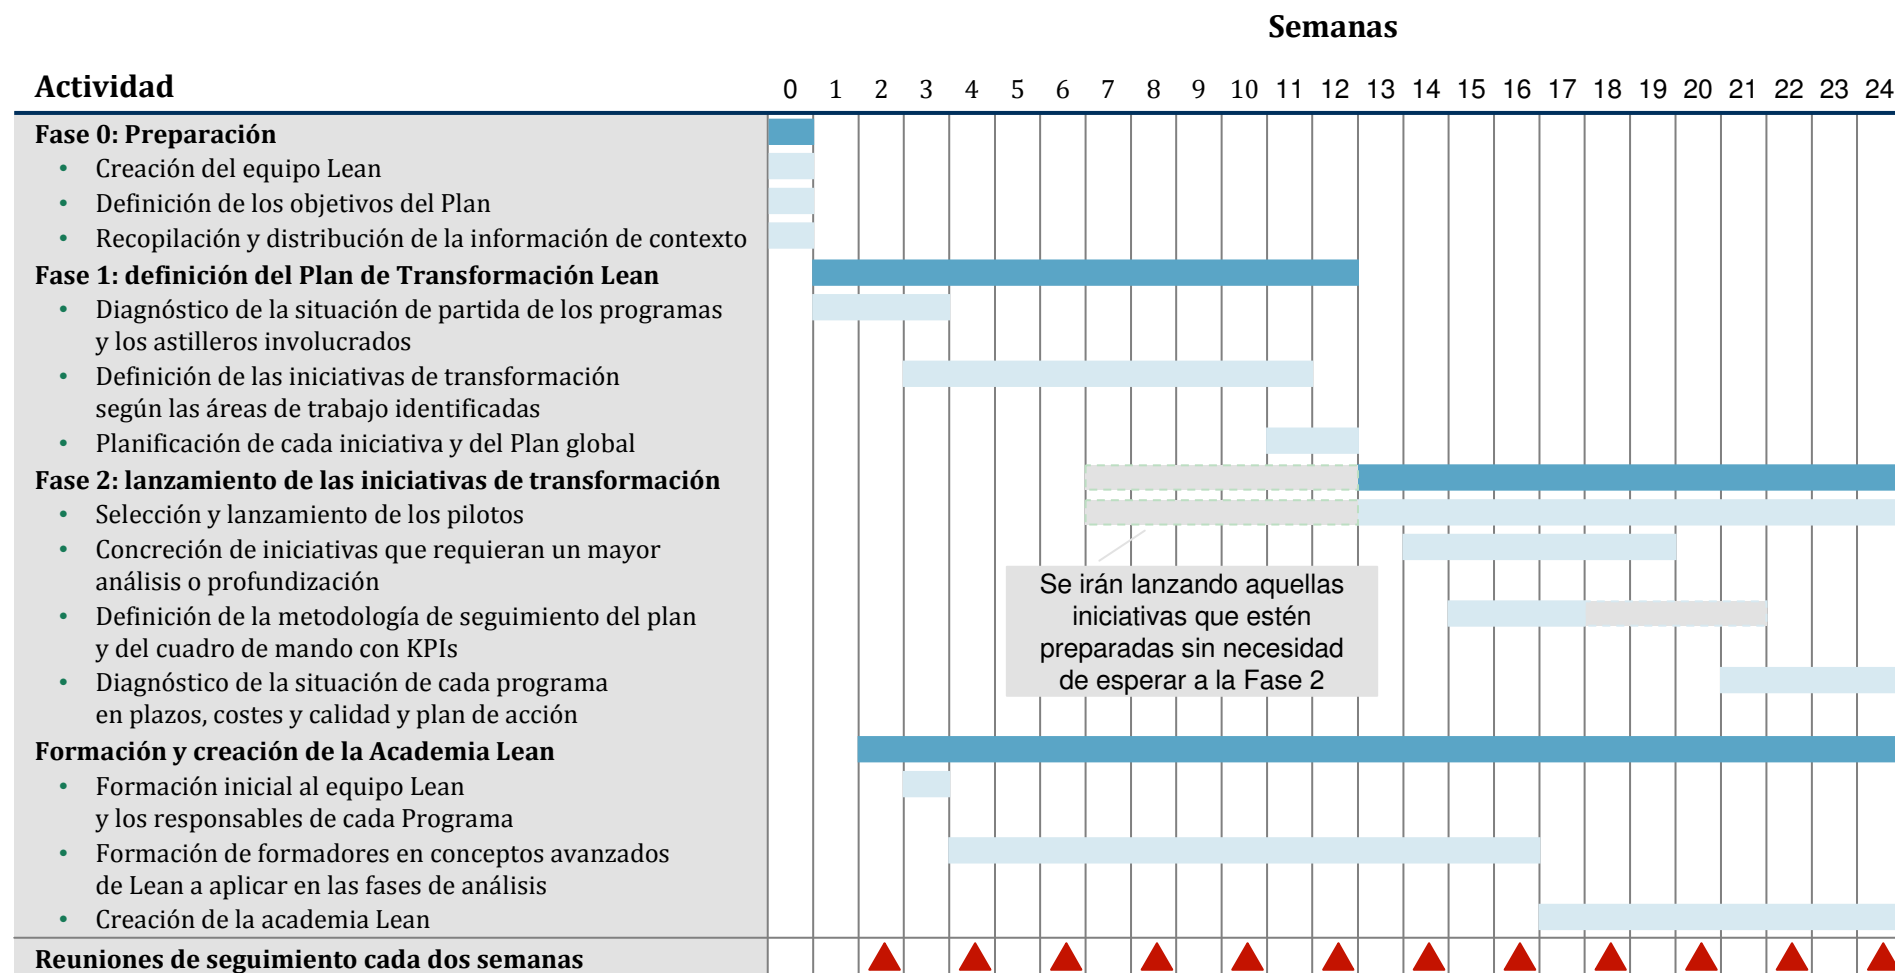 Semanas
Actividad 0 1 2 3 4 5 6 7 8 9 10 11 12 13 14 15 16 17 18 19 20 21 22 23 24
Fase 0: Preparación
• Creación del equipo Lean
• Definición de los objetivos del Plan
• Recopilación y distribución de la información de contexto
Fase 1: definición del Plan de Transformación Lean
• Diagnóstico de la situación de partida de los programas
y los astilleros involucrados
• Definición de las iniciativas de transformación
según las áreas de trabajo identificadas
• Planificación de cada iniciativa y del Plan global
Fase 2: lanzamiento de las iniciativas de transformación
• Selección y lanzamiento de los pilotos
• Concreción de iniciativas que requieran un mayor
análisis o profundización
• Definición de la metodología de seguimiento del plan
y del cuadro de mando con KPIs
• Diagnóstico de la situación de cada programa
en plazos, costes y calidad y plan de acción
Se irán lanzando aquellas
iniciativas que estén
preparadas sin necesidad
de esperar a la Fase 2
Formación y creación de la Academia Lean
• Formación inicial al equipo Lean
y los responsables de cada Programa
• Formación de formadores en conceptos avanzados
de Lean a aplicar en las fases de análisis
• Creación de la academia Lean
Reuniones de seguimiento cada dos semanas